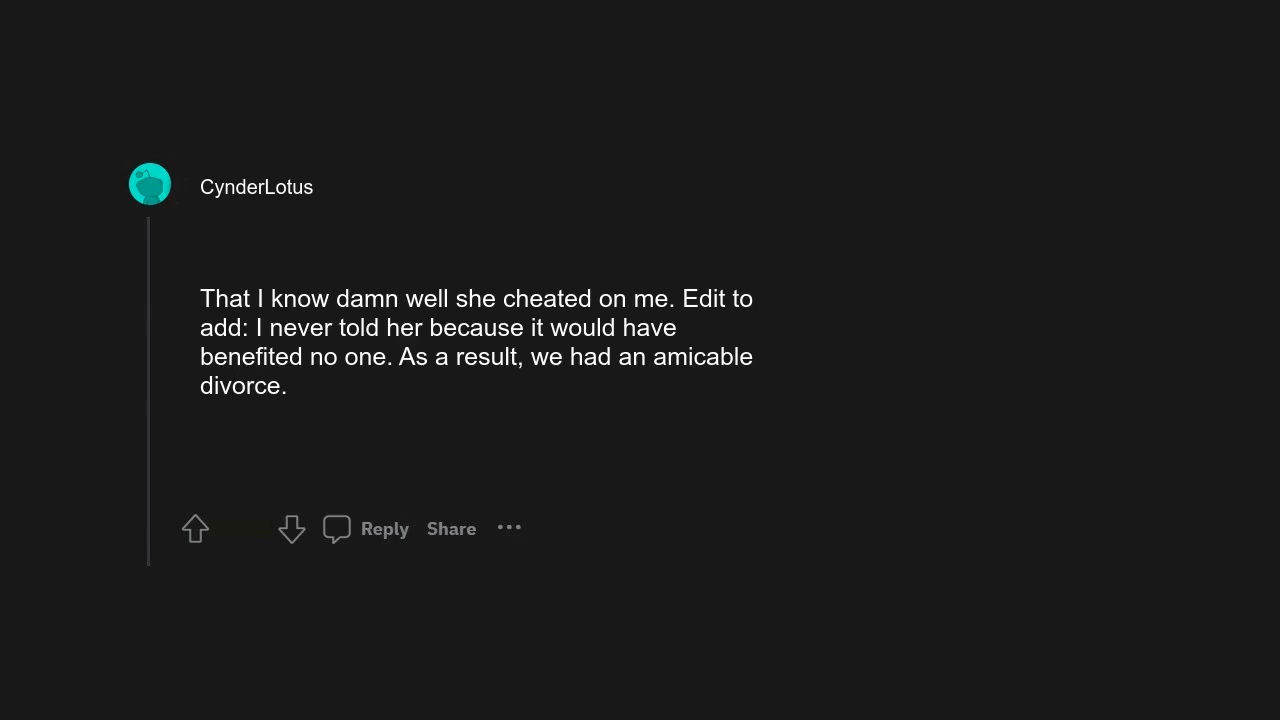 CynderLotus
That I know damn well she cheated on me. Edit to
add: I never told her because it would have
benefited no one. As a result, we had an amicable
divorce.
Reply Share